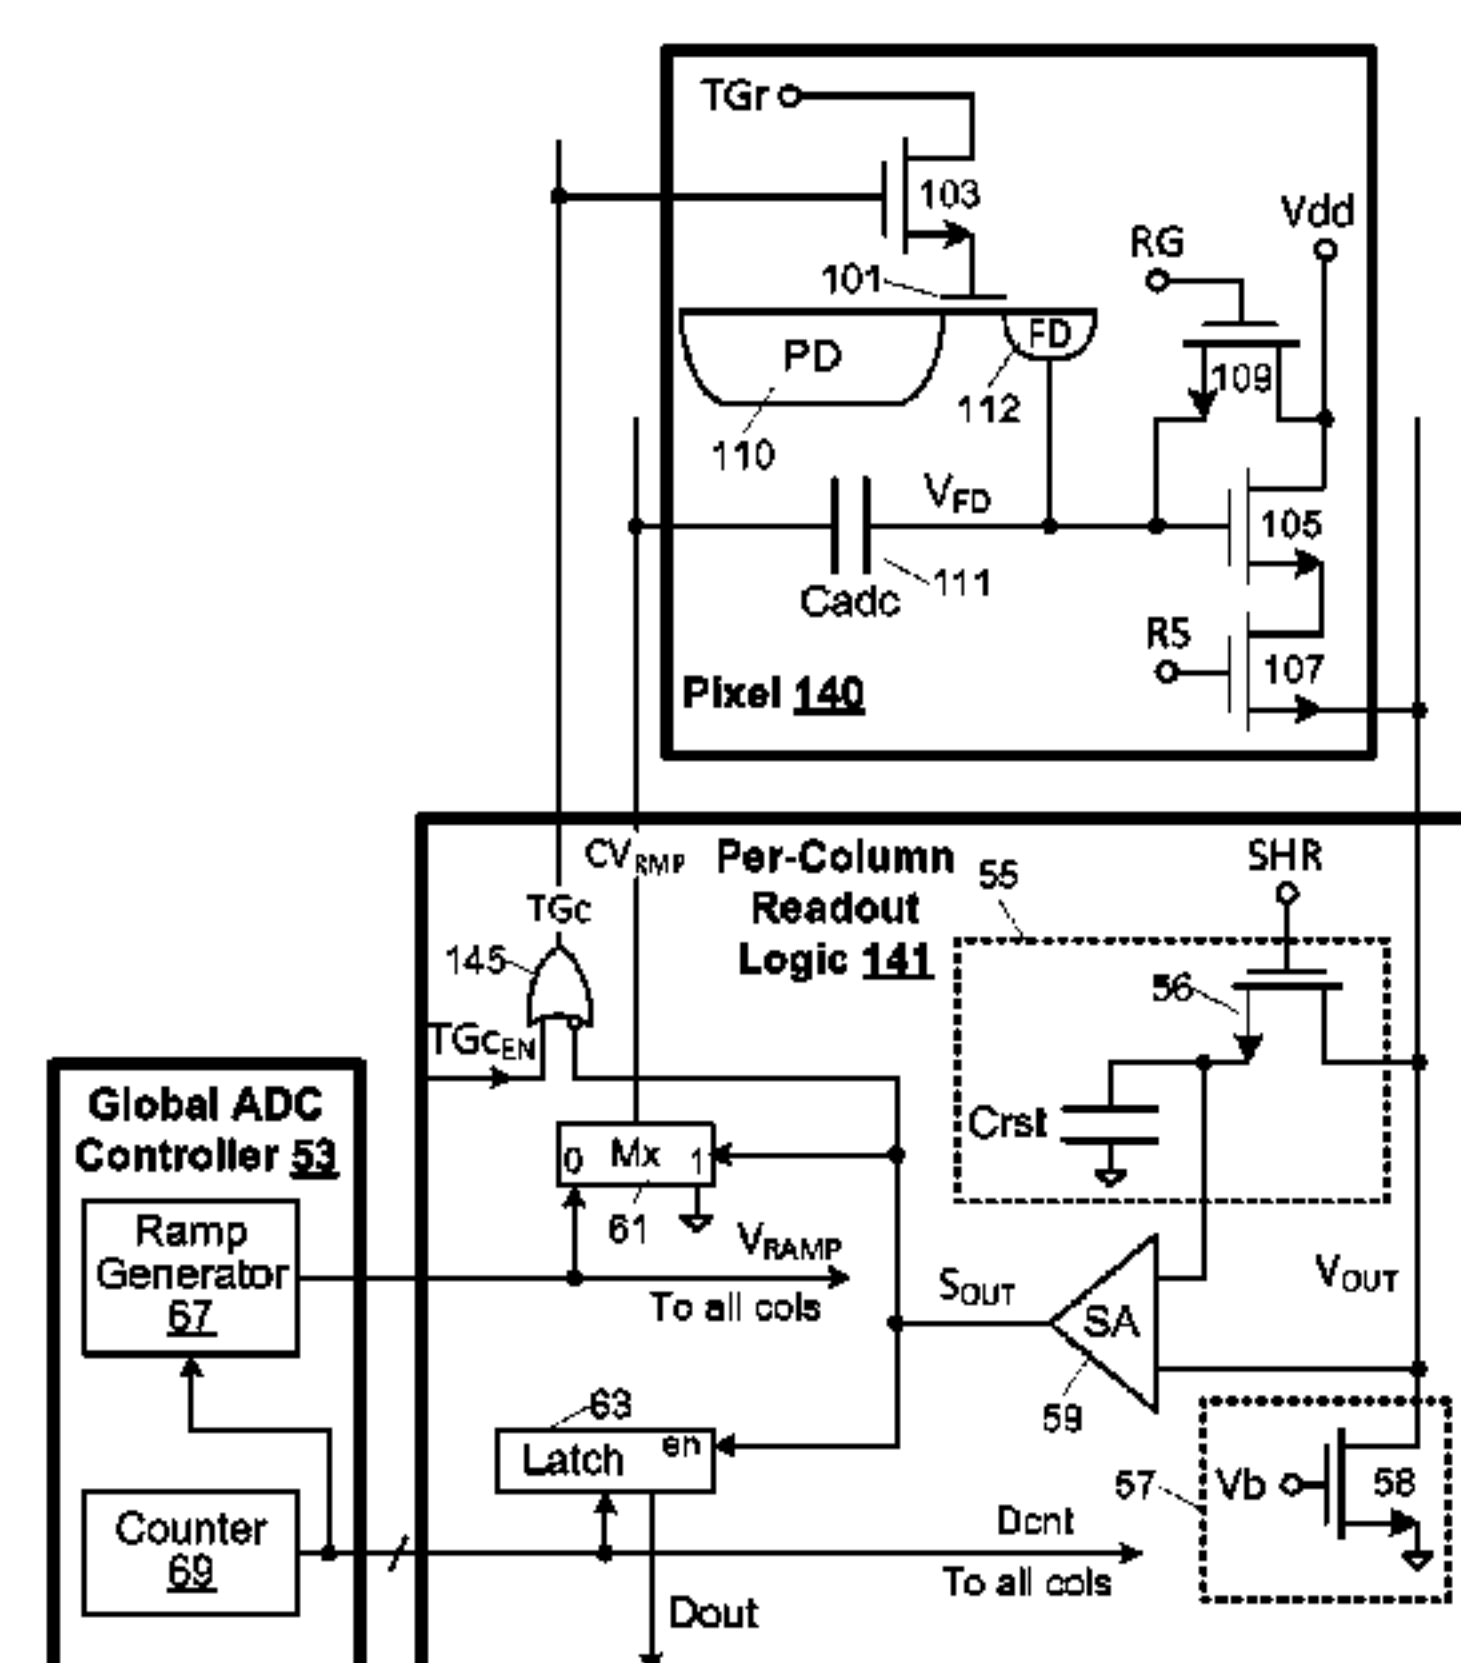 TGr
103
Vdd
RG
101
FD
PD
109
112
110
VFD
105
111
Cadc
RS
107
Pixel 140
CVRMP
Per-Column
Readout
Logic 141
SHR
55
TGc
145
56
TGcEN
Global ADC
Controller 53
Crst
0 Mx 1
61
Ramp
Generator
67
VRAMP
To all cols
SOUT
VOUT
SA
59
63
Latch en
57
Vb
58
Counter
69
Dcnt
To all cols
Dout